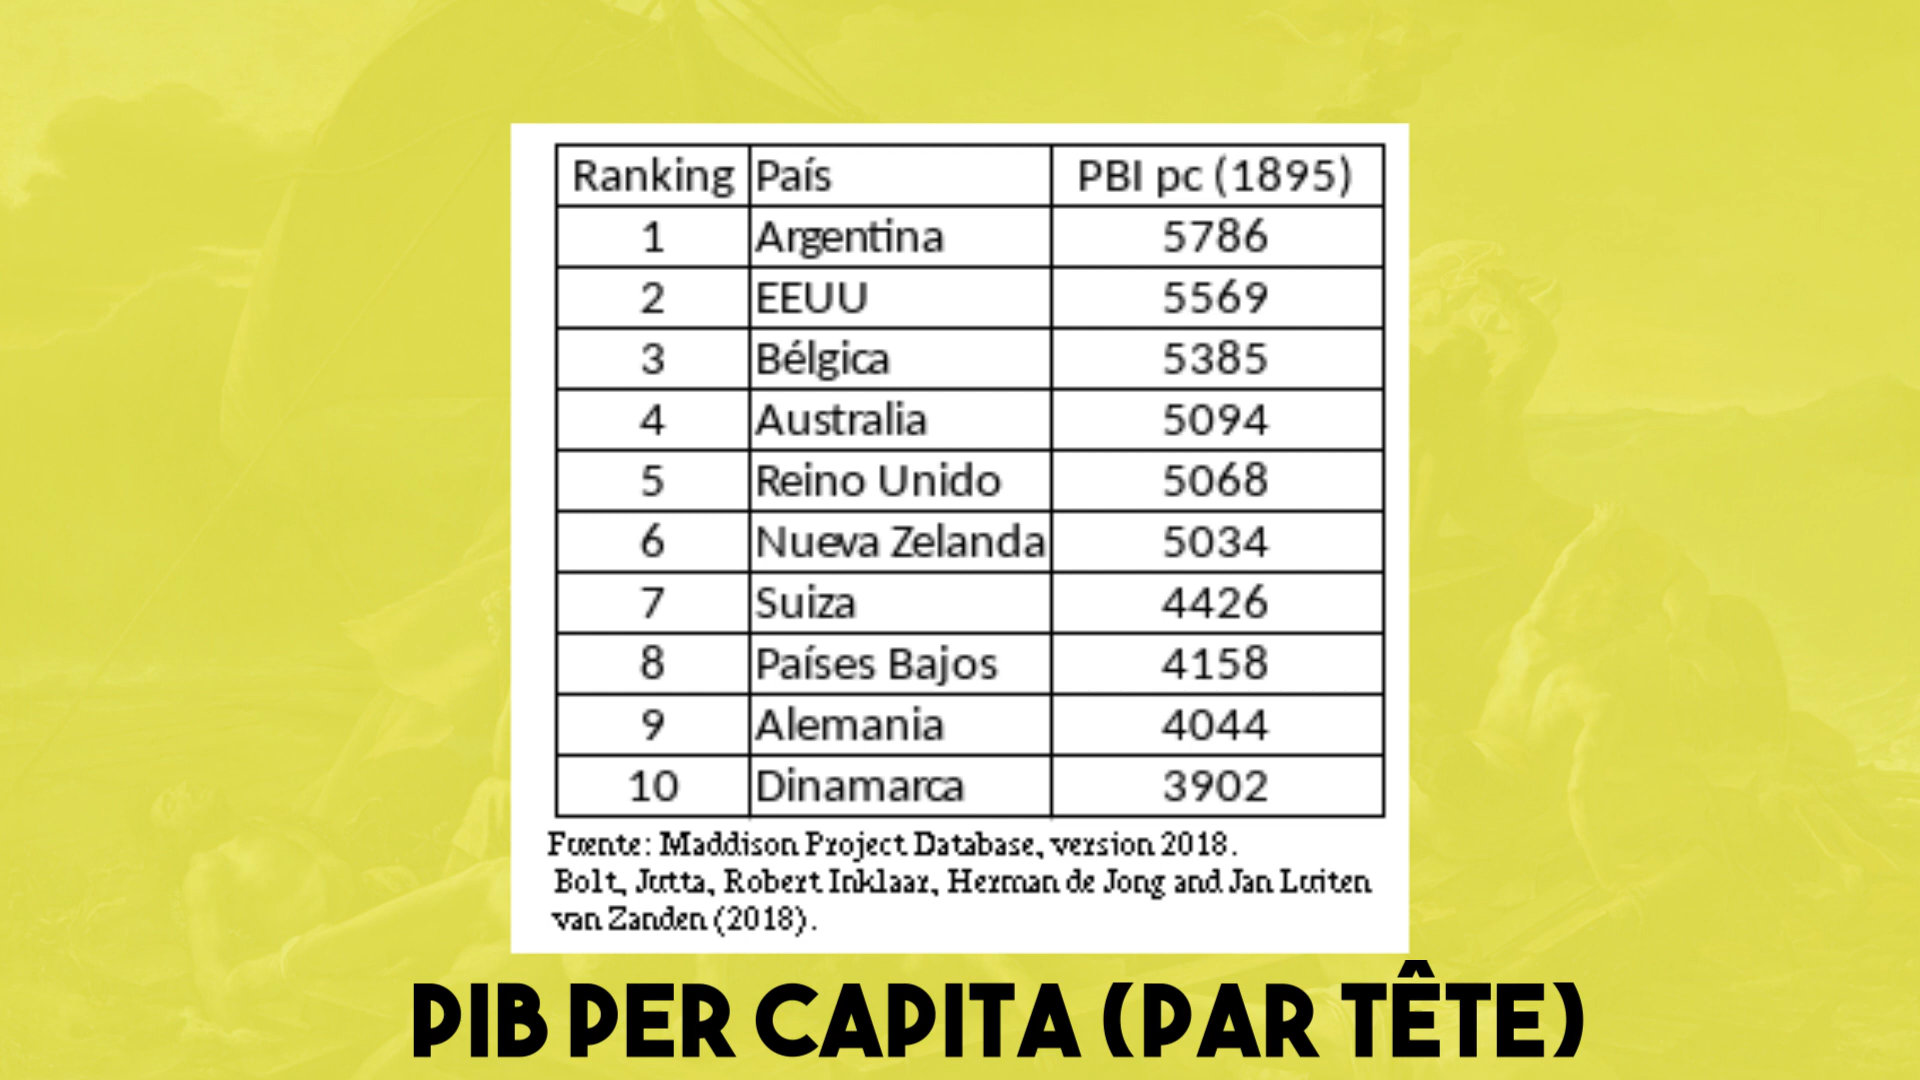 Ranking País PBI pc (1895)
1 Argentina 5786
2 EEUU 5569
3 Bélgica 5385
4 Australia 5094
5 Reino Unido 5068
6 Nueva Zelanda 5034
7 Suiza 4426
8 Países Bajos 4158
9 Alemania 4044
10 Dinamarca 3902
Fuente: Maddison Project Database, version 2018.
Bolt, Jutta, Robert Inklaar, Herman de Jong and Jan Luiten
van Zanden (2018).
PIB PER CAPITA (PAR TÊTE)